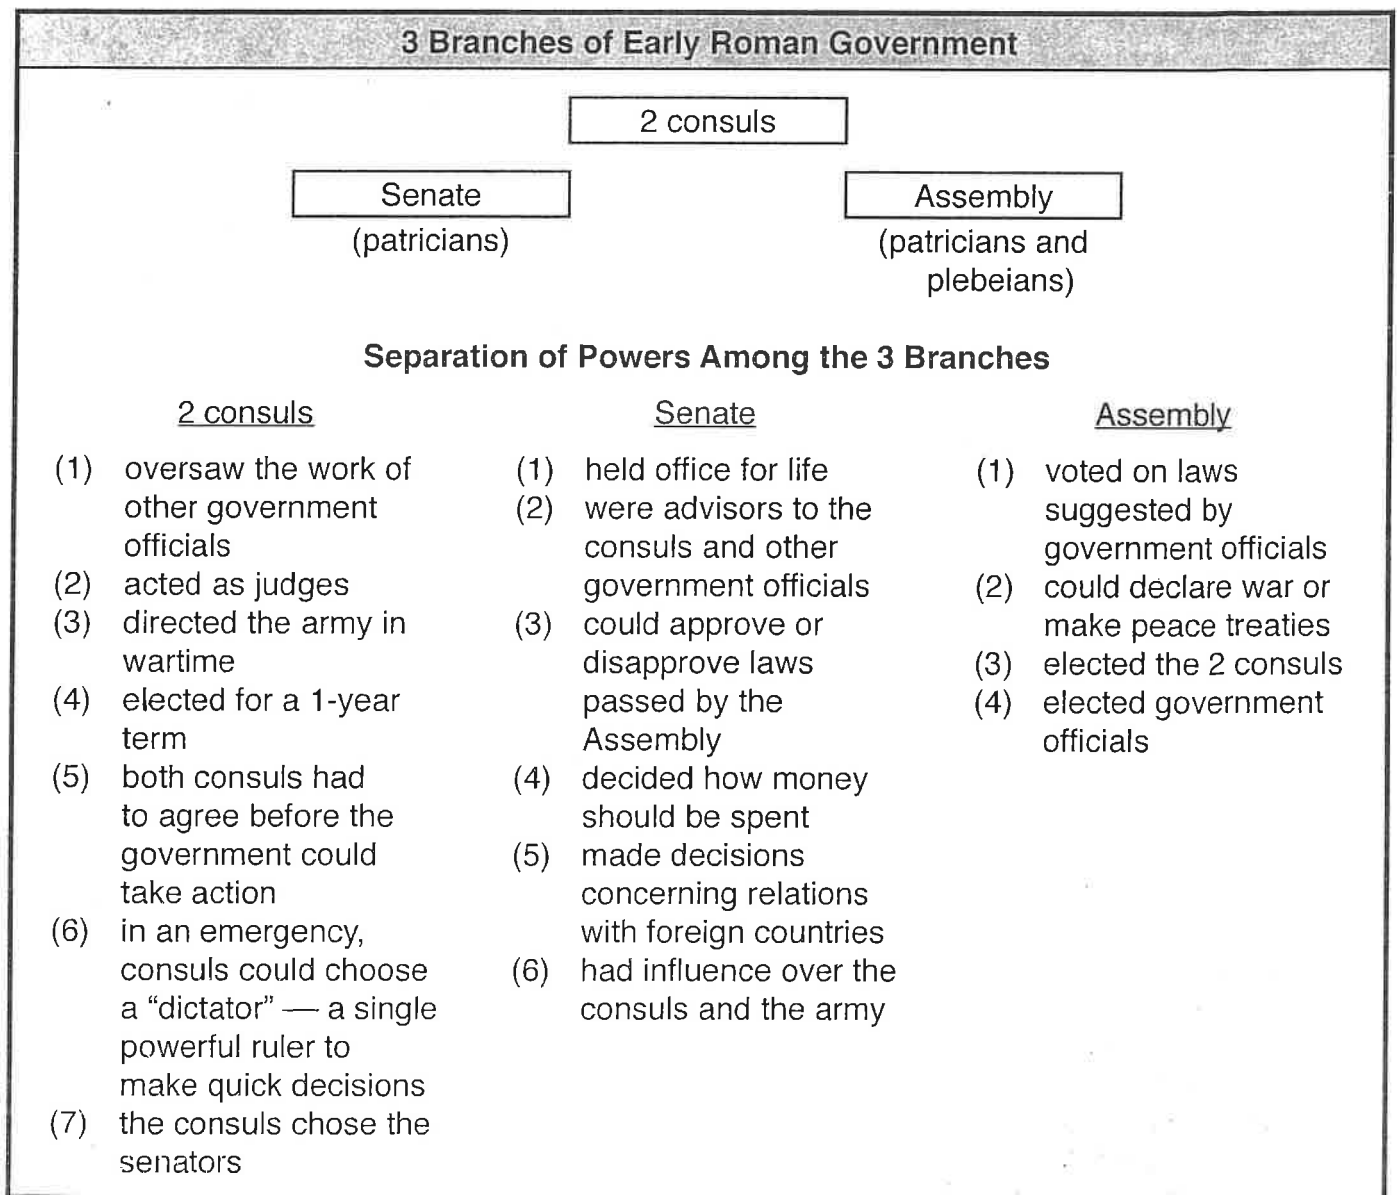 3 Branches of Early Roman Government
2 consuls
Senate
(patricians)
Assembly
(patricians and
plebeians)
Separation of Powers Among the 3 Branches
2 consuls
(1) oversaw the work of
other government
officials
(2) acted as judges
(3) directed the army in
wartime
(4) elected for a 1-year
term
(5) both consuls had
to agree before the
government could
take action
(6) in an emergency,
consuls could choose
a “dictator” — a single
powerful ruler to
make quick decisions
(7) the consuls chose the
senators
Senate
(1) held office for life
(2) were advisors to the
consuls and other
government officials
(3) could approve or
disapprove laws
passed by the
Assembly
(4) decided how money
should be spent
(5) made decisions
concerning relations
with foreign countries
(6) had influence over the
consuls and the army
Assembly
(1) voted on laws
suggested by
government officials
(2) could declare war or
make peace treaties
(3) elected the 2 consuls
(4) elected government
officials